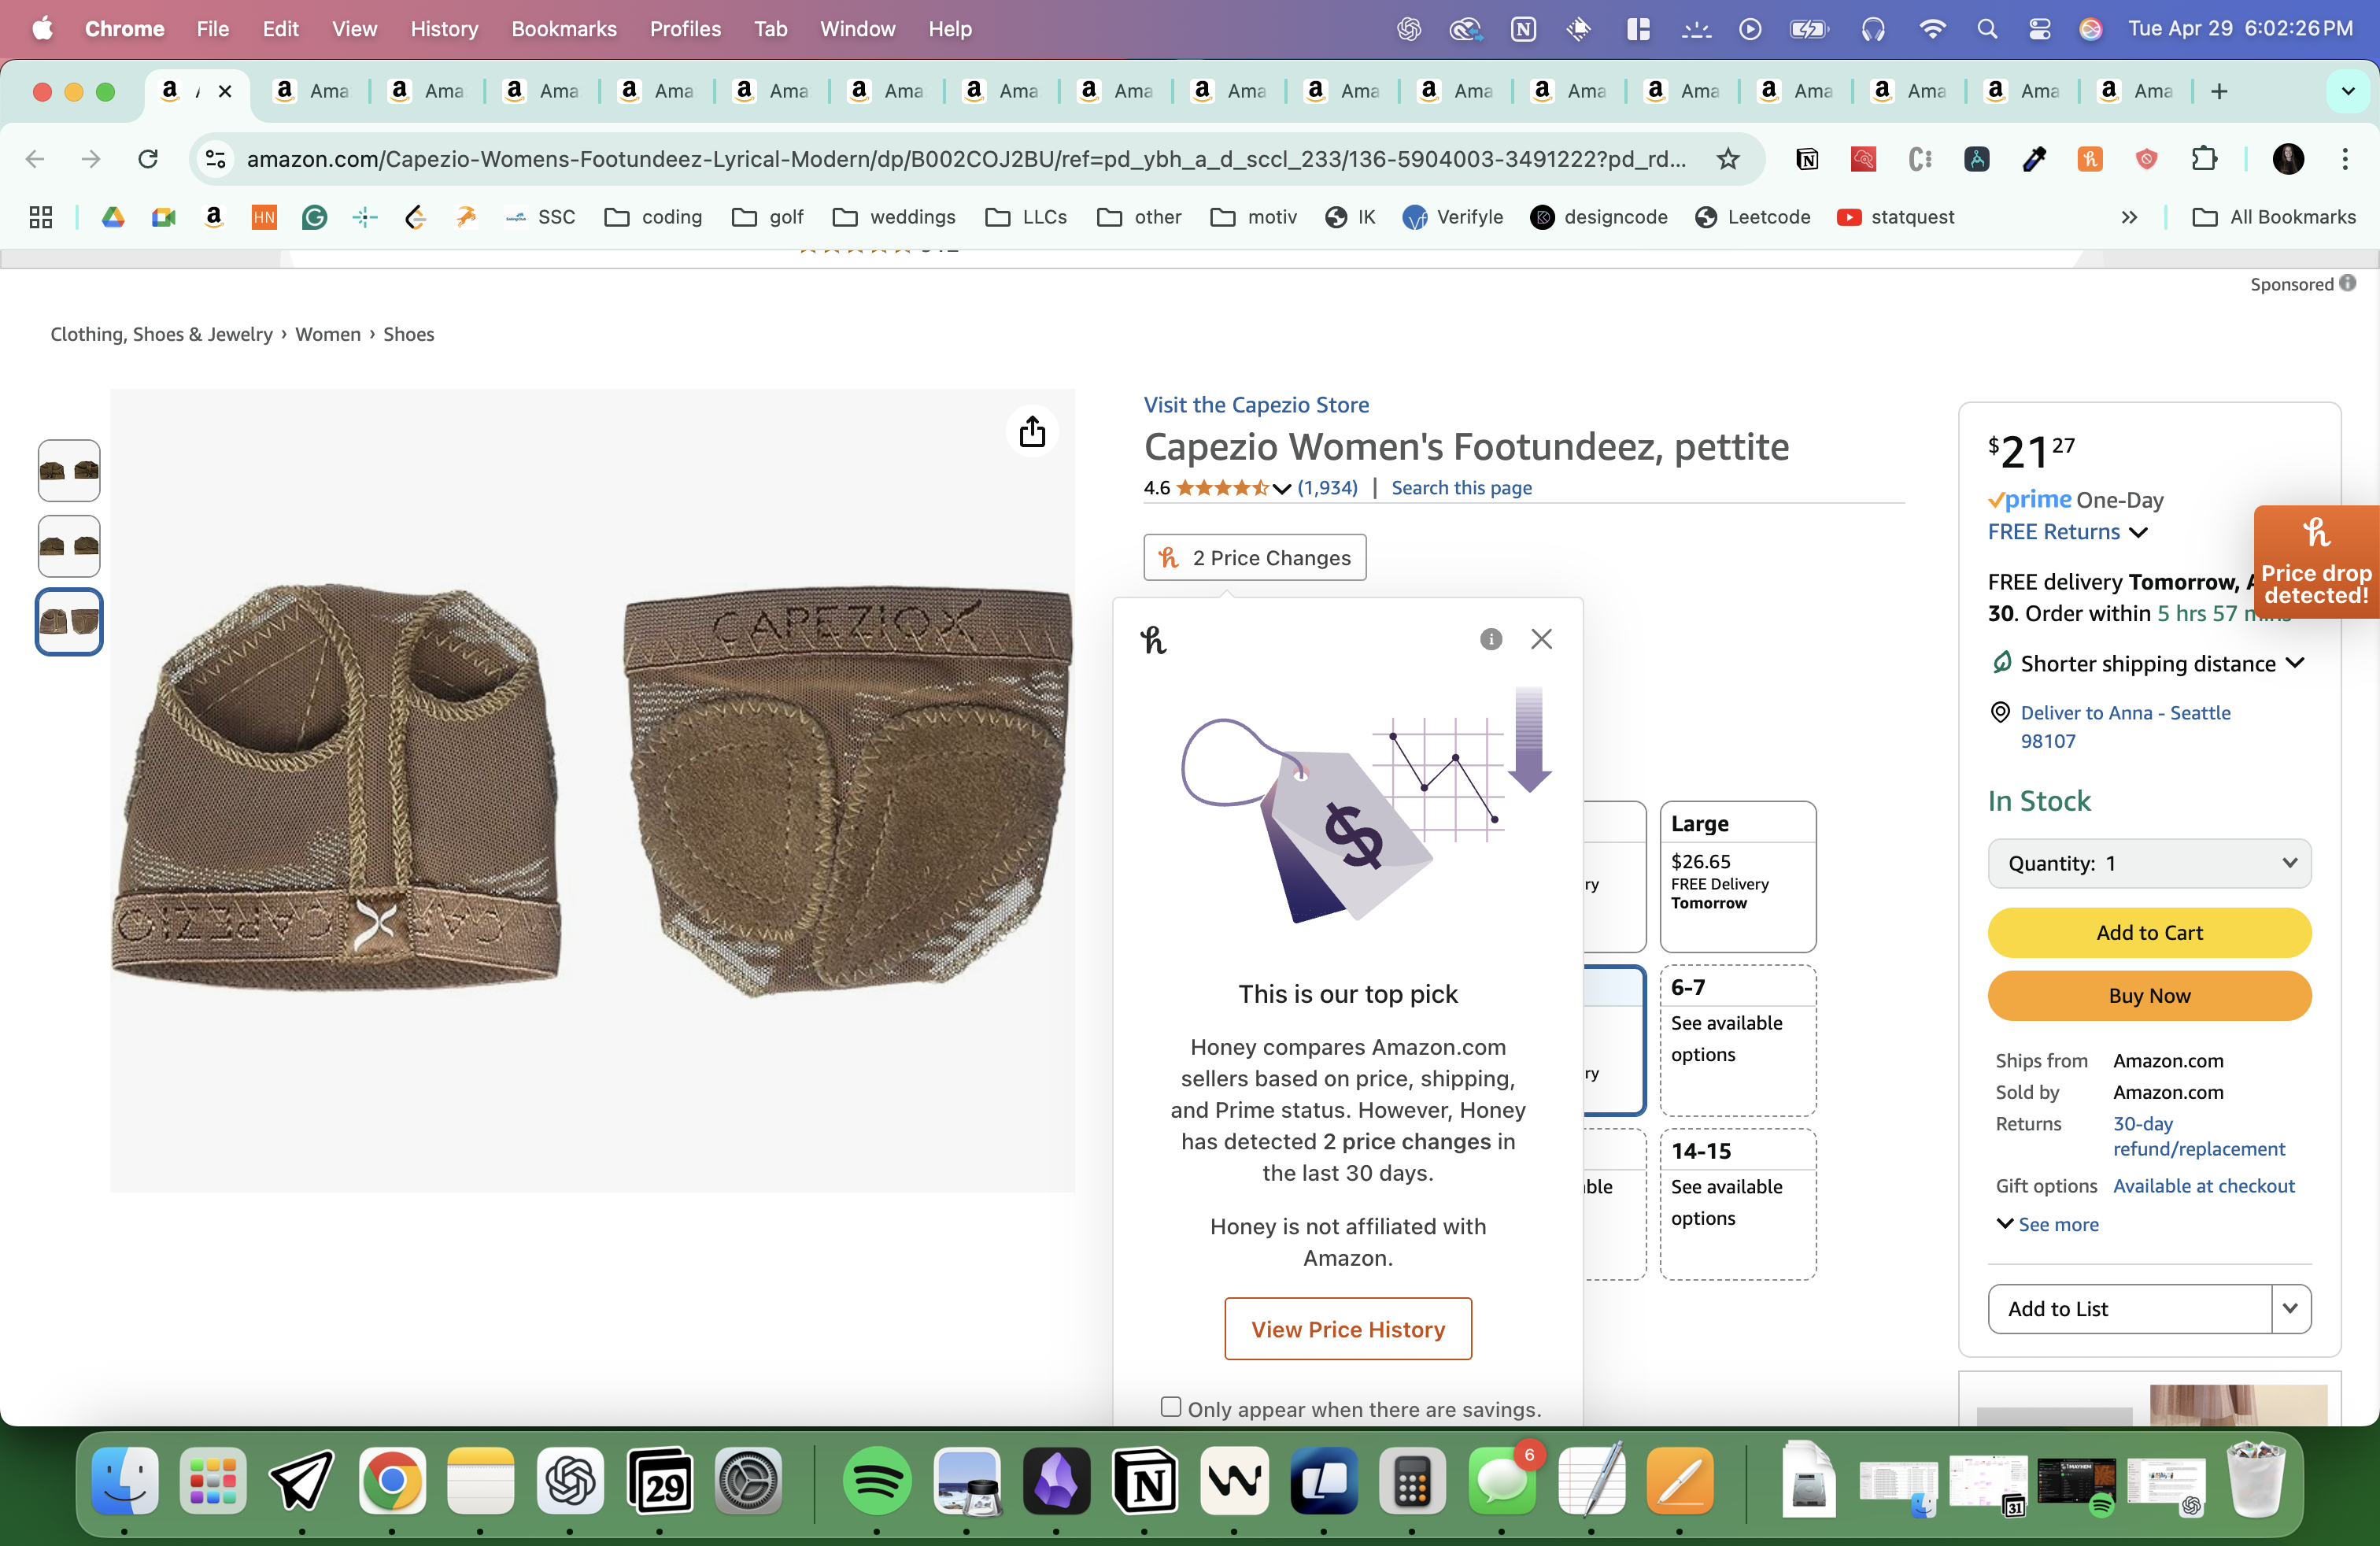 Chrome File Edit View History Bookmarks Profiles Tab Window Help Tue Apr 29 6:02:26 PM
Ama Ama Ama Ama Ama Ama Ama Ama Ama Ama Ama Ama Ama Ama Ama Ama Ama
amazon.com/Capezio-Womens-Footundeez-Lyrical-Modern/dp/B002COJ2BU/ref=pd_ybh_a_d_sccl_233/136-5904003-3491222?pd_rd...
HN SSC coding golf weddings LLCs other motiv IK Verifyle designcode Leetcode statquest All Bookmarks
Sponsored
Clothing, Shoes & Jewelry › Women › Shoes
CAPEZIO
CAPEZIO
Visit the Capezio Store
Capezio Women's Footundeez, pettite
4.6 (1,934) | Search this page
2 Price Changes
This is our top pick
Honey compares Amazon.com
sellers based on price, shipping,
and Prime status. However, Honey
has detected 2 price changes in
the last 30 days.
Honey is not affiliated with
Amazon.
View Price History
Only appear when there are savings.
ry
ry
ble
Large
$26.65
FREE Delivery
Tomorrow
6-7
See available
options
14-15
See available
options
$21 27
prime One-Day
FREE Returns
FREE delivery Tomorrow,
30. Order within 5 hrs 57
Price drop
detected!
Shorter shipping distance
Deliver to Anna - Seattle
98107
In Stock
Quantity: 1
Add to Cart
Buy Now
Ships from Amazon.com
Sold by Amazon.com
Returns 30-day
refund/replacement
Gift options Available at checkout
See more
Add to List
29
6
31